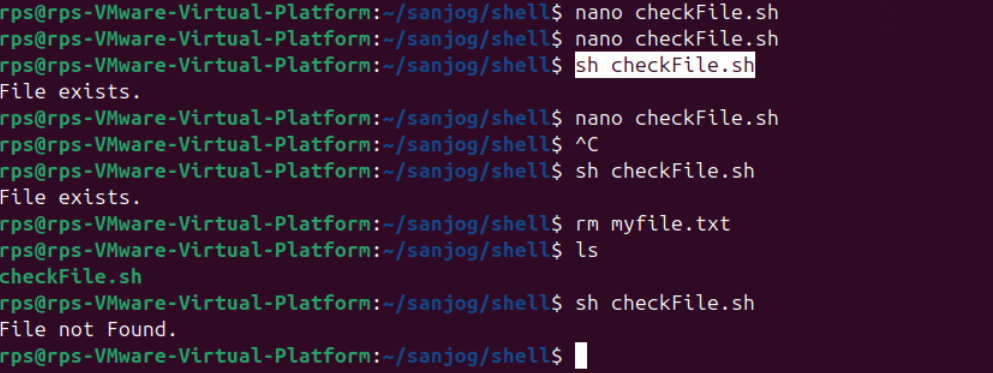 rps@rps-VMware-Virtual-Platform:~/sanjog/shell$ nano checkFile.sh
rps@rps-VMware-Virtual-Platform:~/sanjog/shell$ nano checkFile.sh
rps@rps-VMware-Virtual-Platform:~/sanjog/shell$ sh checkFile.sh
File exists.
rps@rps-VMware-Virtual-Platform:~/sanjog/shell$ nano checkFile.sh
rps@rps-VMware-Virtual-Platform:~/sanjog/shell$ ^C
rps@rps-VMware-Virtual-Platform:~/sanjog/shell$ sh checkFile.sh
File exists.
rps@rps-VMware-Virtual-Platform:~/sanjog/shell$ rm myfile.txt
rps@rps-VMware-Virtual-Platform:~/sanjog/shell$ ls
checkFile.sh
rps@rps-VMware-Virtual-Platform:~/sanjog/shell$ sh checkFile.sh
File not Found.
rps@rps-VMware-Virtual-Platform:~/sanjog/shell$